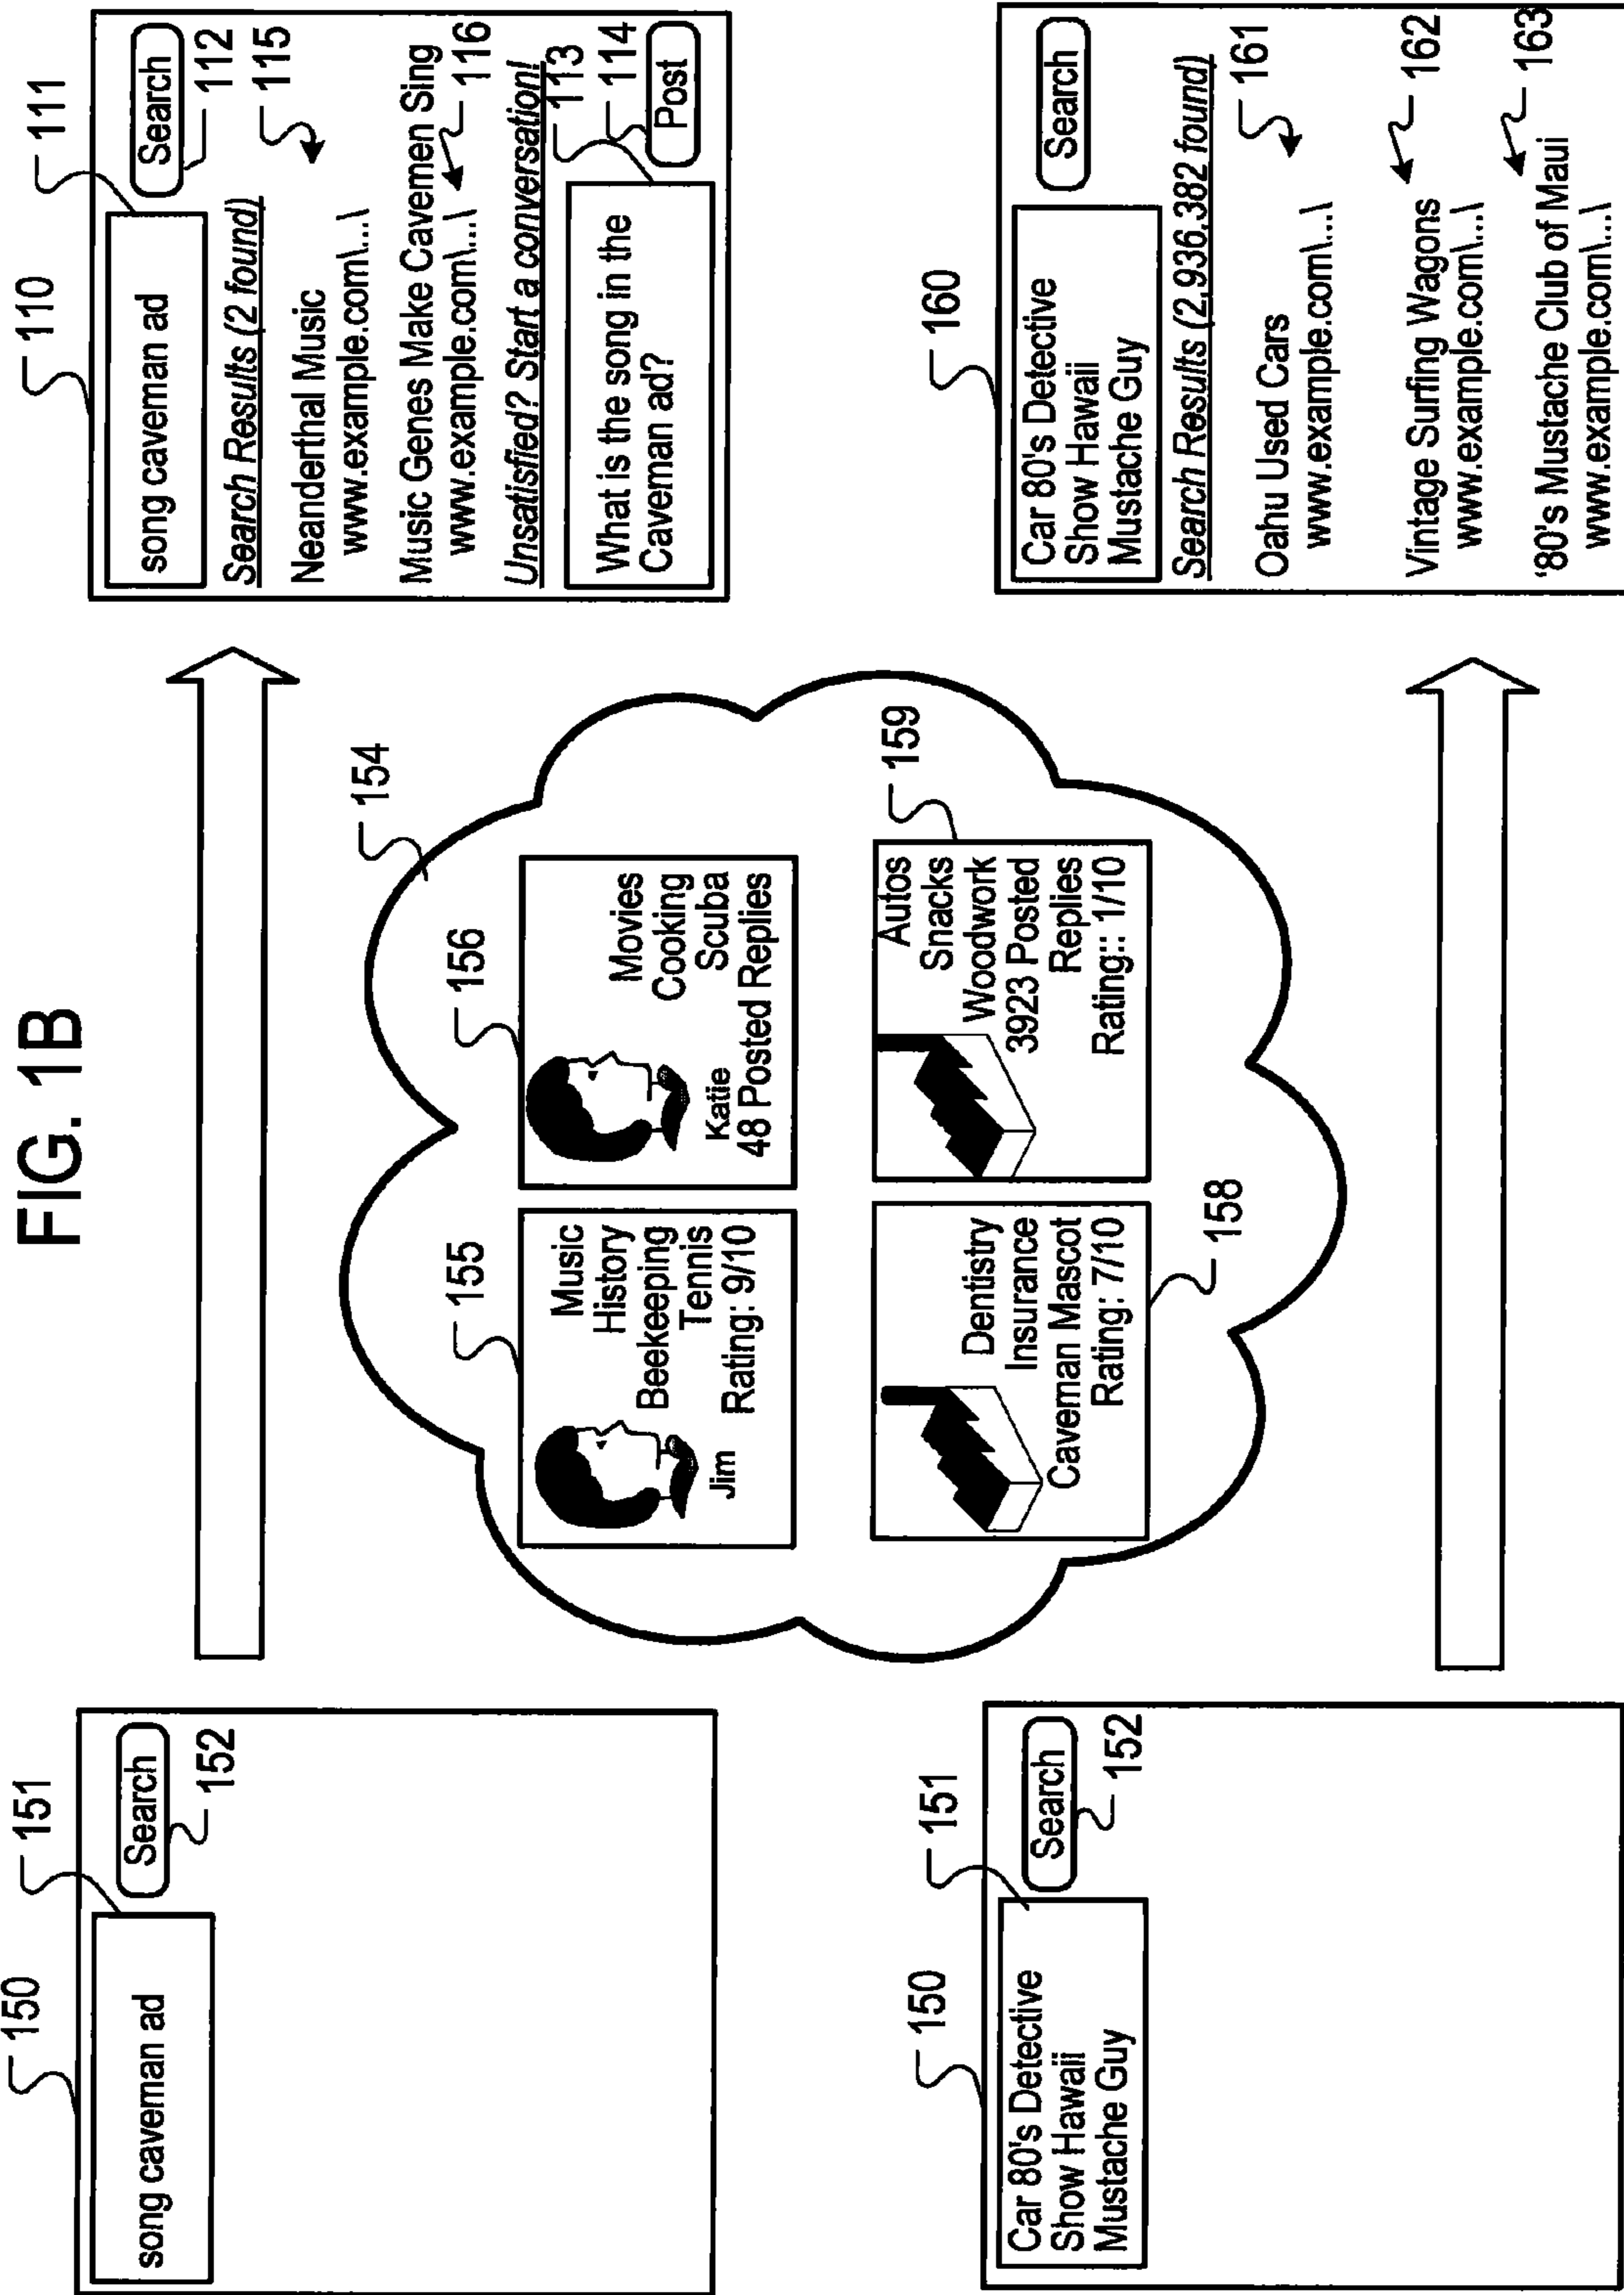 FIG. 1B
150
151
song caveman ad
Search
152
150
151
Car 80's Detective
Show Hawaii
Mustache Guy
Search
152
154
155
Music
History
Beekeeping
Tennis
Jim
Rating: 9/10
156
Movies
Cooking
Scuba
Katie
48 Posted Replies
Dentistry
Insurance
Caveman Mascot
Rating: 7/10
158
159
Autos
Snacks
Woodwork
3923 Posted
Replies
Rating:: 1/10
110
111
song caveman ad
Search
112
Search Results (2 found)
115
Neanderthal Music
www.example.com\...\
Music Genes Make Cavemen Sing
www.example.com\...\
116
Unsatisfied? Start a conversation!
113
114
What is the song in the
Caveman ad?
Post
160
Car 80's Detective
Show Hawaii
Mustache Guy
Search
Search Results (2,936,382 found)
161
Oahu Used Cars
www.example.com\...\
162
Vintage Surfing Wagons
www.example.com\...\
163
'80's Mustache Club of Maui
www.example.com\...\